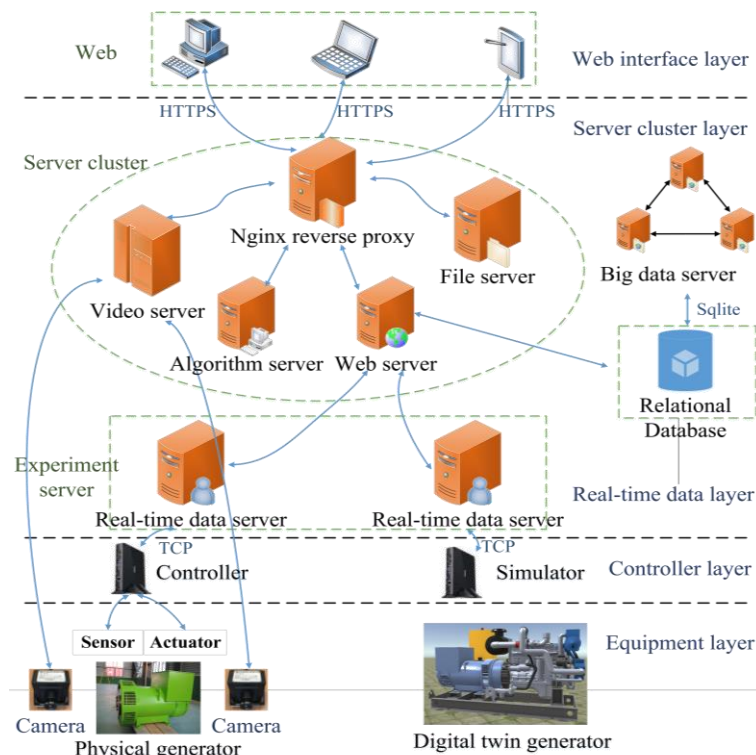 Web
Web interface layer
HTTPS
HTTPS
HTTPS
Server cluster layer
Server cluster
Nginx reverse proxy
File server
Big data server
Video server
Sqlite
Algorithm server
Web server
Relational
Database
Experiment
server
Real-time data layer
Real-time data server
Real-time data server
TCP
TCP
Controller
Simulator
Controller layer
Sensor
Actuator
Equipment layer
Camera
Camera
Physical generator
Digital twin generator